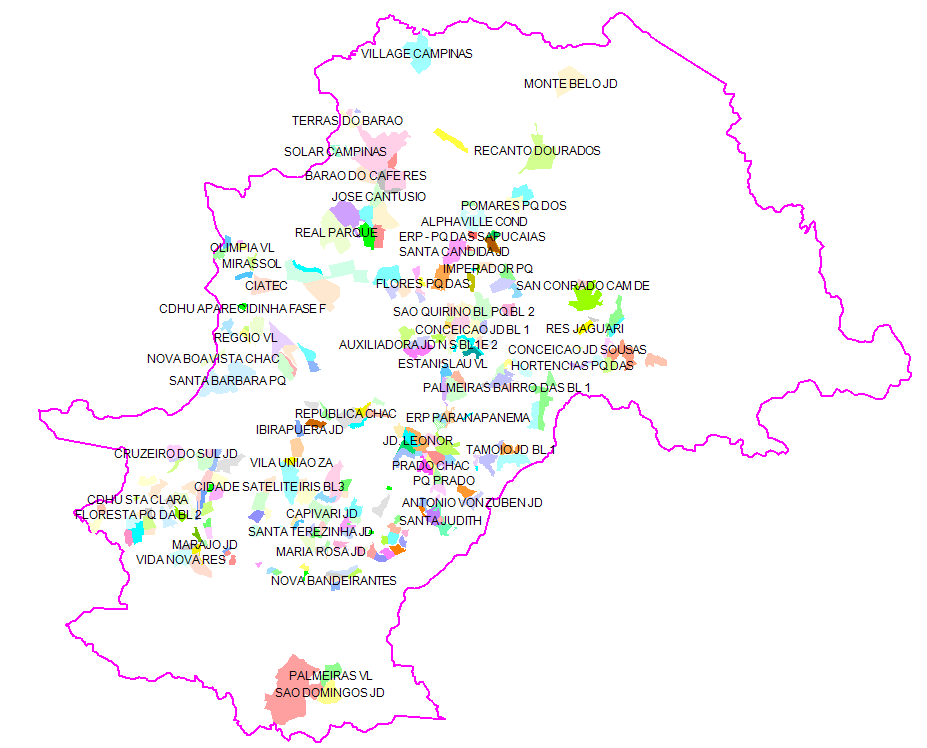 VILLAGE CAMPINAS
MONTE BELO JD
TERRAS DO BARAO
SOLAR CAMPINAS
RECANTO DOURADOS
BARAO DO CAFE RES
JOSE CANTUSIO
POMARES PQ DOS
ALPHAVILLE COND
REAL PARQUE
ERP - PQ DAS SAPUCAIAS
OLIMPIA VL
SANTA CANDIDA JD
MIRASSOL
IMPERADOR PQ
CIATEC
FLORES PQ DAS
SAN CONRADO CAM DE
CDHU APARECIDINHA FASE F
SAO QUIRINO BL PQ BL 2
CONCEICAO JD BL 1
RES JAGUARI
REGGIO VL
AUXILIADORA JD N S BL 1E 2
CONCEICAO JD SOUSAS
NOVA BOA VISTA CHAC
ESTANISLAU VL
HORTENCIAS PQ DAS
SANTA BARBARA PQ
PALMEIRAS BAIRRO DAS BL 1
REPUBLICA CHAC
ERP PARANAPANEMA
IBIRAPUERA JD
JD. LEONOR
CRUZEIRO DO SUL JD
TAMOIO JD BL 1
VILA UNIAO ZA
PRADO CHAC
PQ PRADO
CIDADE SATELITE IRIS BL3
CDHU STA CLARA
ANTONIO VON ZUBEN JD
FLORESTA PQ DA BL 2
CAPIVARI JD
SANTA JUDITH
SANTA TEREZINHA JD
MARAJO JD
MARIA ROSA JD
VIDA NOVA RES
NOVA BANDEIRANTES
PALMEIRAS VL
SAO DOMINGOS JD